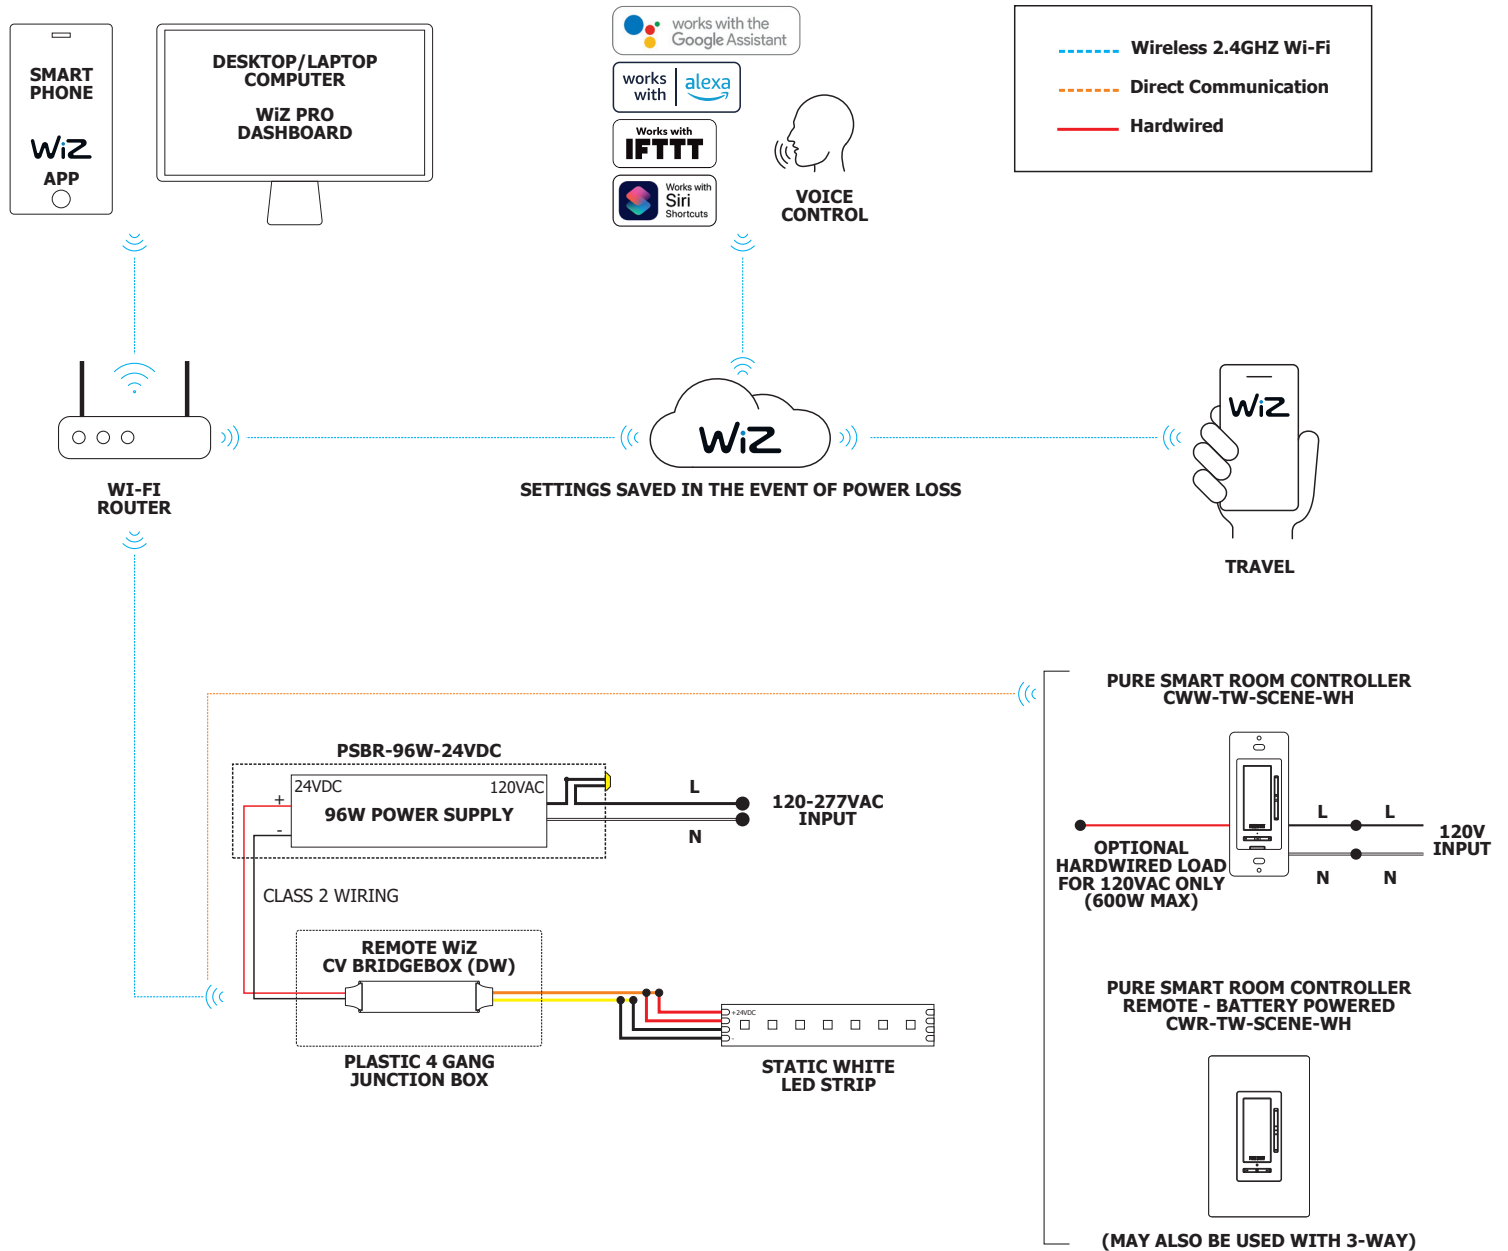 SMART
PHONE
WiZ
APP
DESKTOP/LAPTOP
COMPUTER
WiZ PRO
DASHBOARD
works with the
Google Assistant
works
with
alexa
Works with
IFTTT
Works with
Siri
Shortcuts
VOICE
CONTROL
Wireless 2.4GHZ Wi-Fi
Direct Communication
Hardwired
WI-FI
ROUTER
WiZ
SETTINGS SAVED IN THE EVENT OF POWER LOSS
WiZ
TRAVEL
PSBR-96W-24VDC
24VDC
120VAC
96W POWER SUPPLY
+
-
L
N
120-277VAC
INPUT
CLASS 2 WIRING
REMOTE WiZ
CV BRIDGEBOX (DW)
PLASTIC 4 GANG
JUNCTION BOX
+24VDC
-
STATIC WHITE
LED STRIP
PURE SMART ROOM CONTROLLER
CWW-TW-SCENE-WH
L
L
N
N
120V
INPUT
OPTIONAL
HARDWIRED LOAD
FOR 120VAC ONLY
(600W MAX)
PURE SMART ROOM CONTROLLER
REMOTE - BATTERY POWERED
CWR-TW-SCENE-WH
(MAY ALSO BE USED WITH 3-WAY)